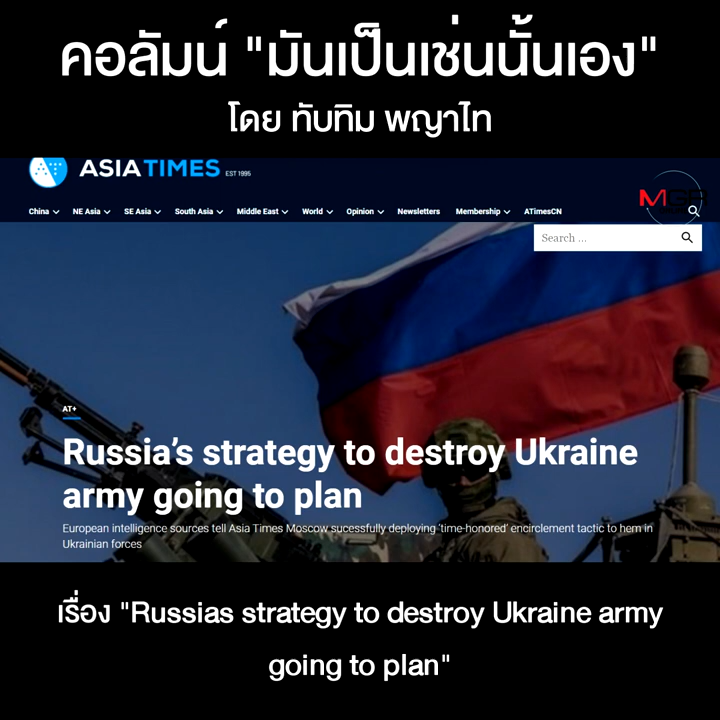 คอลัมน์ "มันเป็นเช่นนั้นเอง"
โดย ทับทิม พญาไท
ASIA TIMES EST 1995
MGR
China NE Asia SE Asia South Asia Middle East World Opinion Newsletters Membership ATimesCN
Search ...
AT+
Russia's strategy to destroy Ukraine
army going to plan
European intelligence sources tell Asia Times Moscow sucessfully deploying 'time-honored' encirclement tactic to hem in
Ukrainian forces
เรื่อง "Russias strategy to destroy Ukraine army
going to plan"